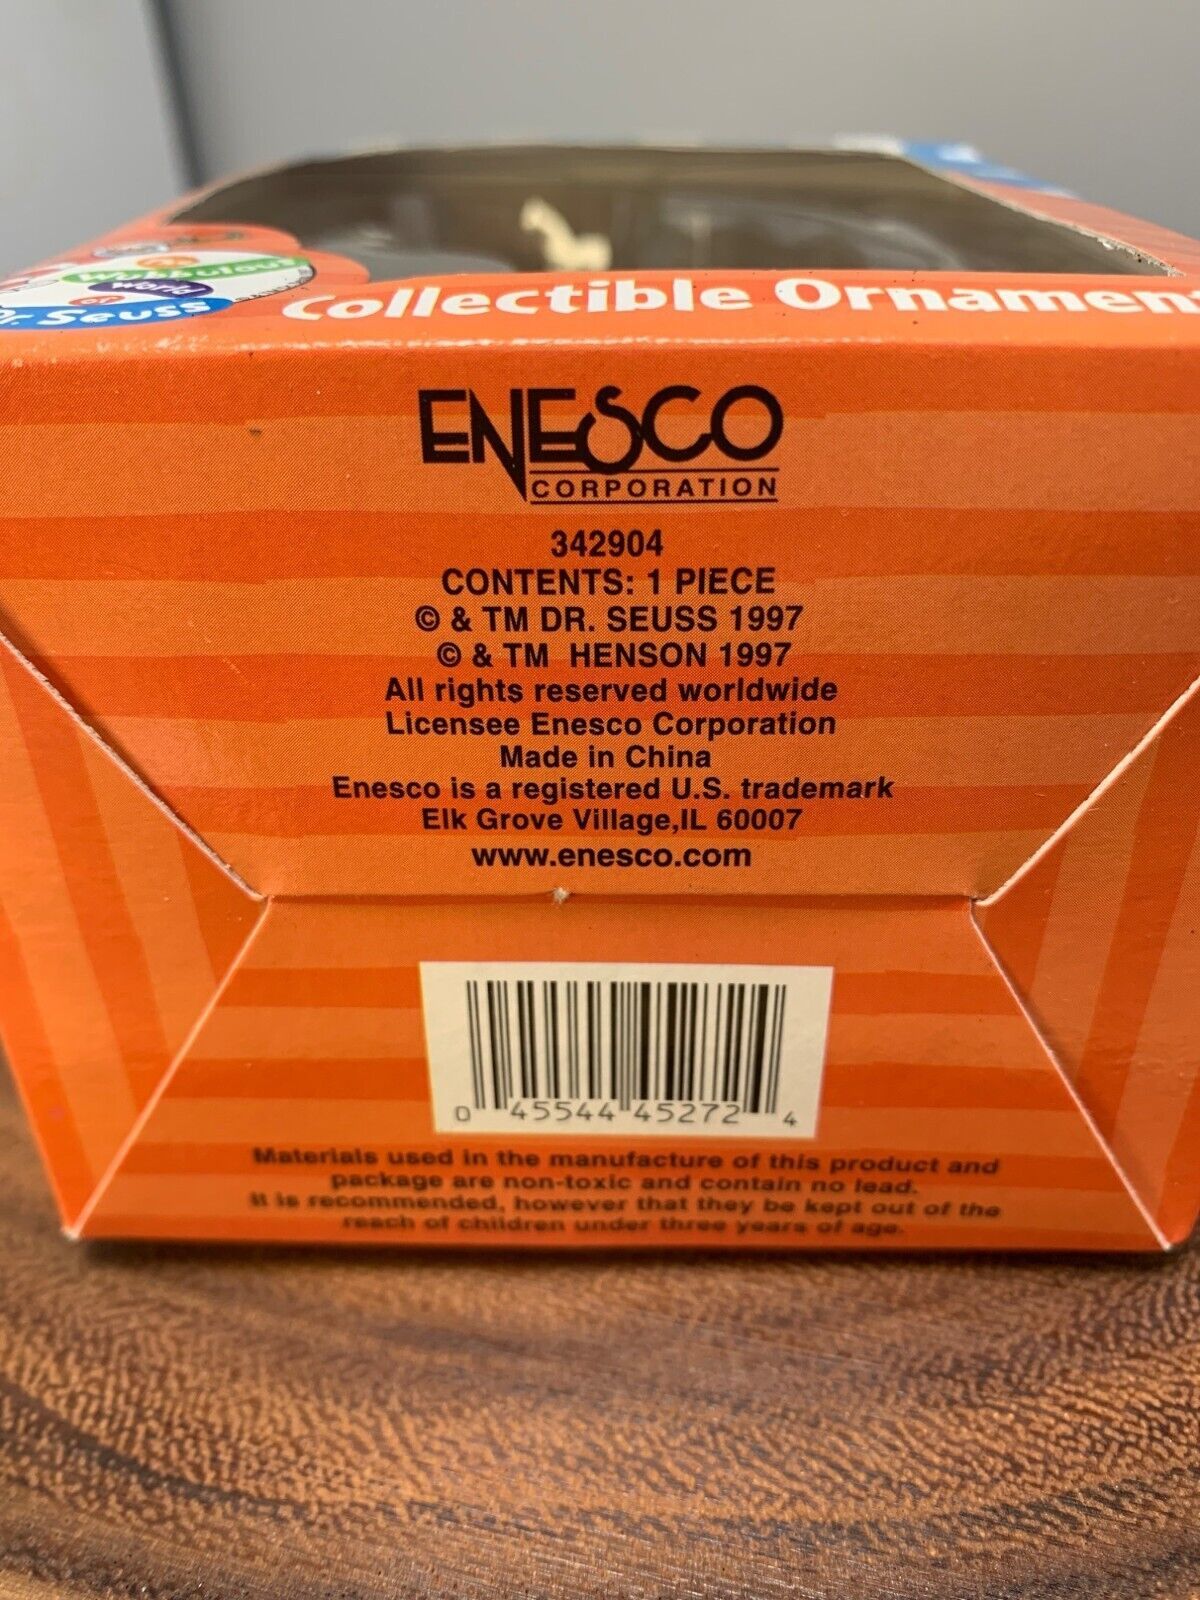 Wubbulous
World
of
Dr. Seuss
Collectible Ornamen
ENESCO
CORPORATION
342904
CONTENTS: 1 PIECE
© & TM DR. SEUSS 1997
© & TM HENSON 1997
All rights reserved worldwide
Licensee Enesco Corporation
Made in China
Enesco is a registered U.S. trademark
Elk Grove Village,IL 60007
www.enesco.com
0 45544 45272 4
Materials used in the manufacture of this product and
package are non-toxic and contain no lead.
It is recommended, however that they be kept out of the
reach of children under three years of age.